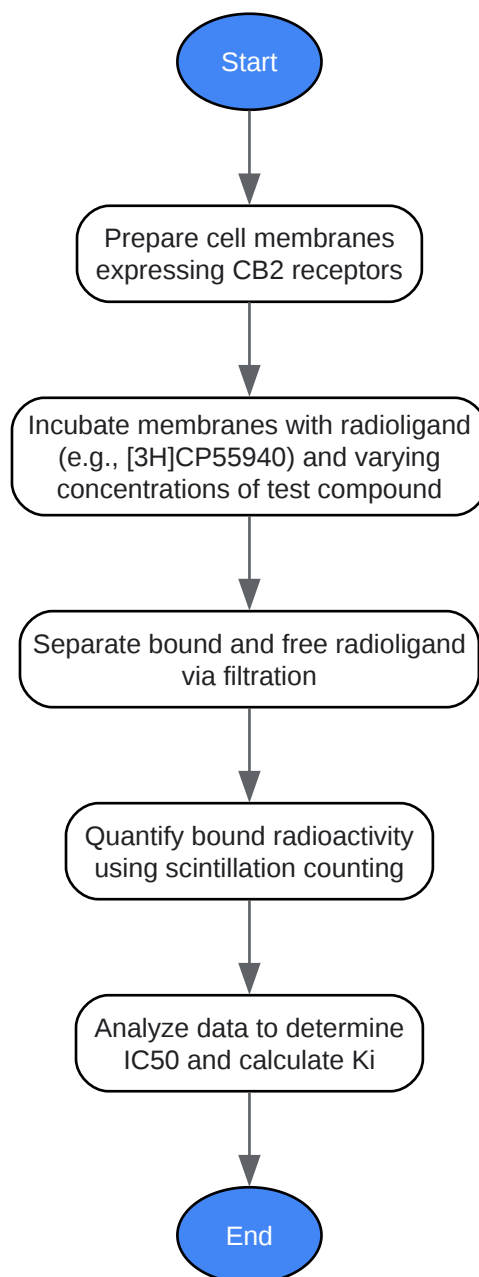 Start
Prepare cell membranes
expressing CB2 receptors
Incubate membranes with radioligand
(e.g., [3H]CP55940) and varying
concentrations of test compound
Separate bound and free radioligand
via filtration
Quantify bound radioactivity
using scintillation counting
Analyze data to determine
IC50 and calculate Ki
End